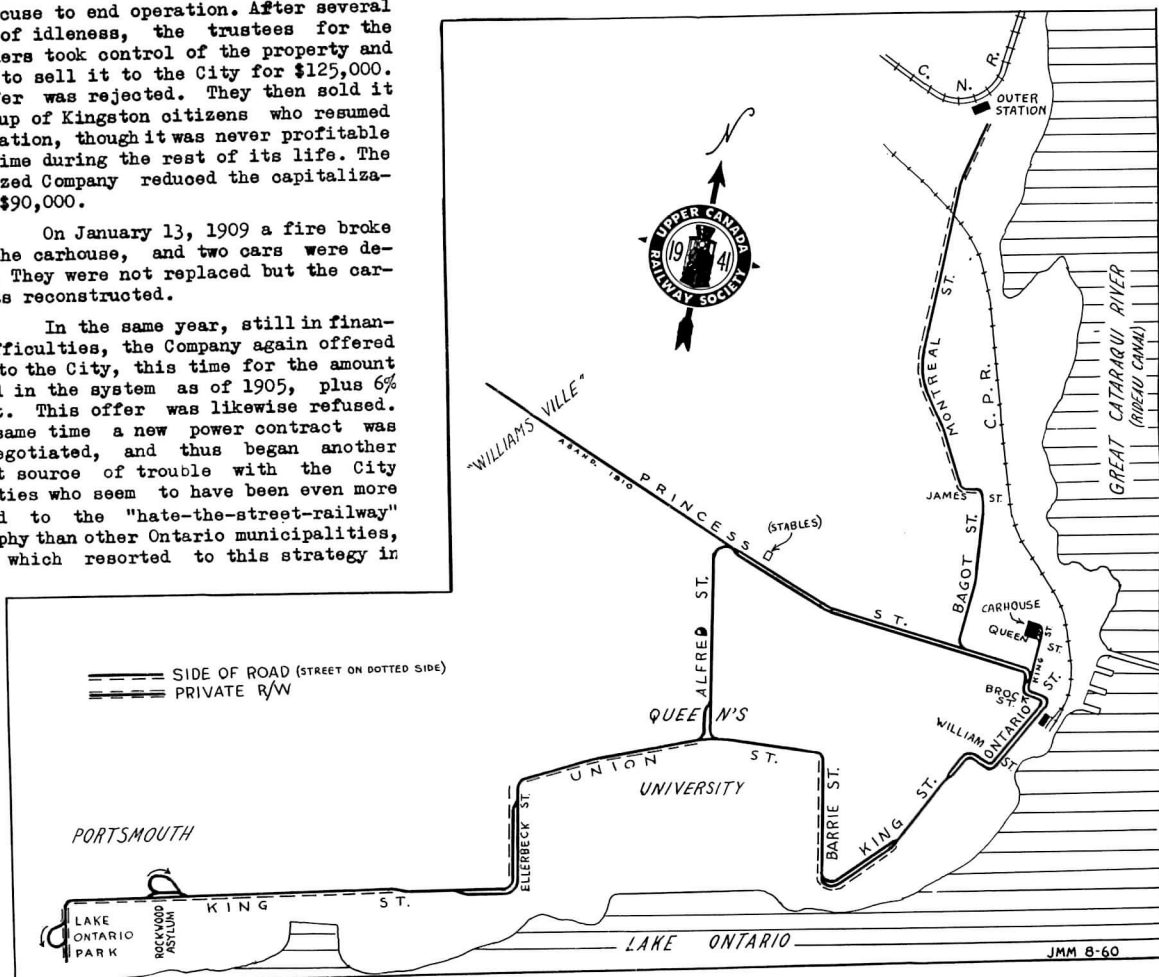 cuse to end operation. After several
of idleness, the trustees for the
ers took control of the property and
to sell it to the City for $125,000.
fer was rejected. They then sold it
up of Kingston citizens who resumed
ation, though it was never profitable
ime during the rest of its life. The
zed Company reduced the capitaliza-
$90,000.
On January 13, 1909 a fire broke
he carhouse, and two cars were de-
They were not replaced but the car-
s reconstructed.
In the same year, still in finan-
fficulties, the Company again offered
to the City, this time for the amount
d in the system as of 1905, plus 6%
t. This offer was likewise refused.
same time a new power contract was
egotiated, and thus began another
t source of trouble with the City
ties who seem to have been even more
d to the "hate-the-street-railway"
phy than other Ontario municipalities,
which resorted to this strategy in
C. N. R.
OUTER
STATION
N
UPPER CANADA
19 41
RAILWAY SOCIETY
MONTREAL ST.
C. P. R.
GREAT CATARAQUI RIVER
(RIDEAU CANAL)
"WILLIAMS VILLE"
ABAND. 1910
PRINCESS ST.
(STABLES)
JAMES ST.
BAGOT ST.
CARHOUSE
QUEEN ST.
KING ST.
BROCK ST.
WILLIAM ST.
ONTARIO ST.
ALFRED ST.
SIDE OF ROAD (STREET ON DOTTED SIDE)
PRIVATE R/W
QUEEN'S
UNIVERSITY
UNION ST.
BARRIE ST.
KING ST.
ELLERBECK ST.
PORTSMOUTH
KING ST.
LAKE
ONTARIO
PARK
ROCKWOOD
ASYLUM
LAKE ONTARIO
JMM 8-60